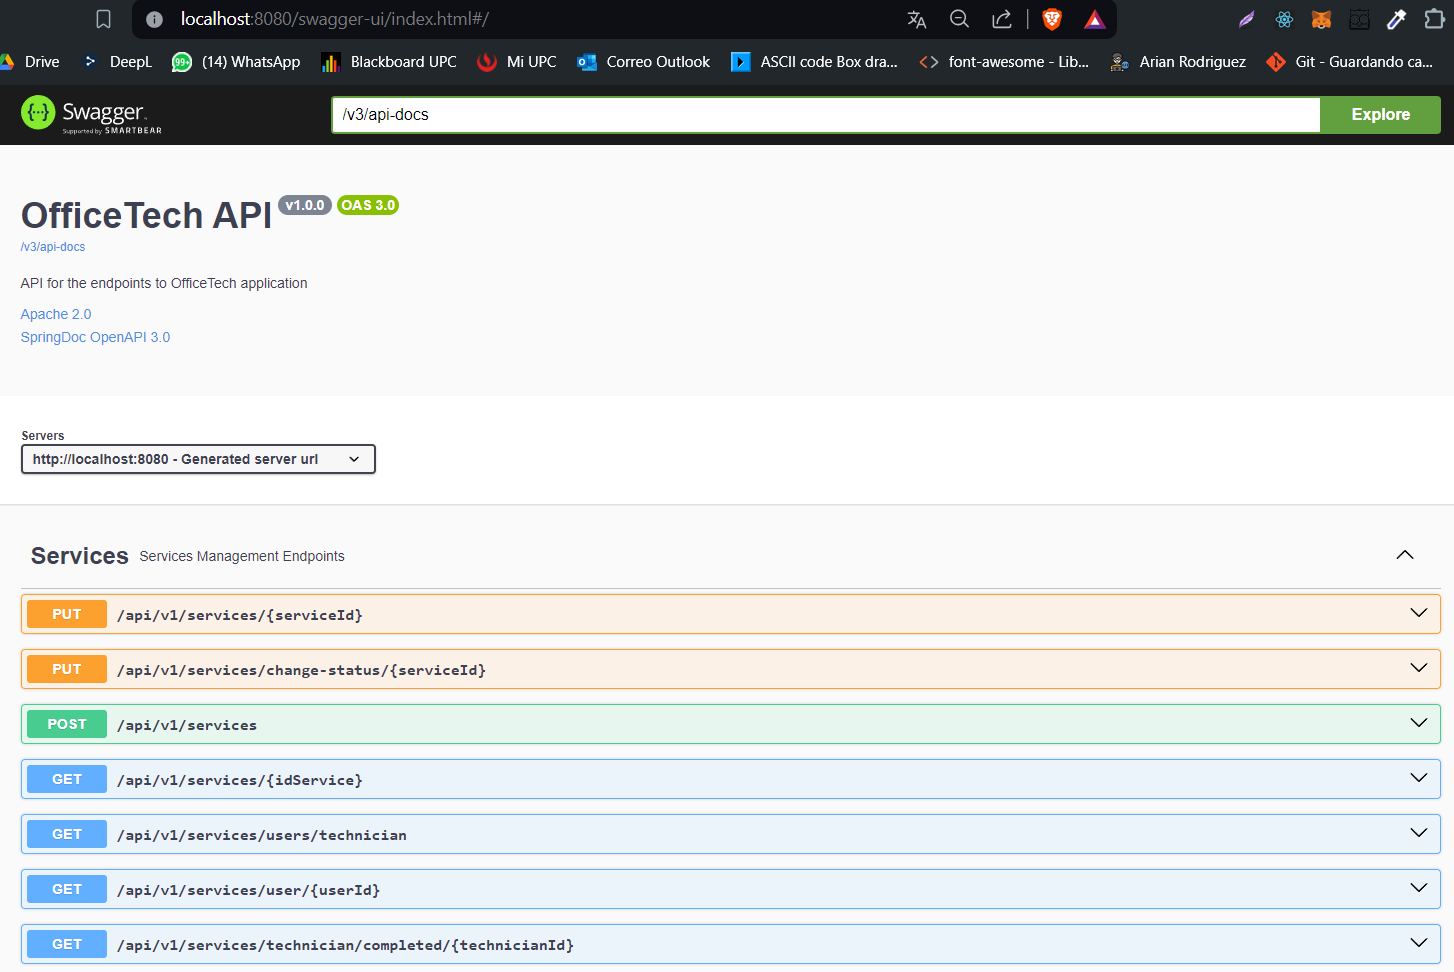 localhost:8080/swagger-ui/index.html#/
Drive DeepL 99+ (14) WhatsApp Blackboard UPC Mi UPC Correo Outlook ASCII code Box dra... font-awesome - Lib... Arian Rodriguez Git - Guardando ca...
Swagger
Supported by SMARTBEAR
/v3/api-docs Explore
OfficeTech API v1.0.0 OAS 3.0
/v3/api-docs
API for the endpoints to OfficeTech application
Apache 2.0
SpringDoc OpenAPI 3.0
Servers
http://localhost:8080 - Generated server url
Services Services Management Endpoints
PUT /api/v1/services/{serviceId}
PUT /api/v1/services/change-status/{serviceId}
POST /api/v1/services
GET /api/v1/services/{idService}
GET /api/v1/services/users/technician
GET /api/v1/services/user/{userId}
GET /api/v1/services/technician/completed/{technicianId}